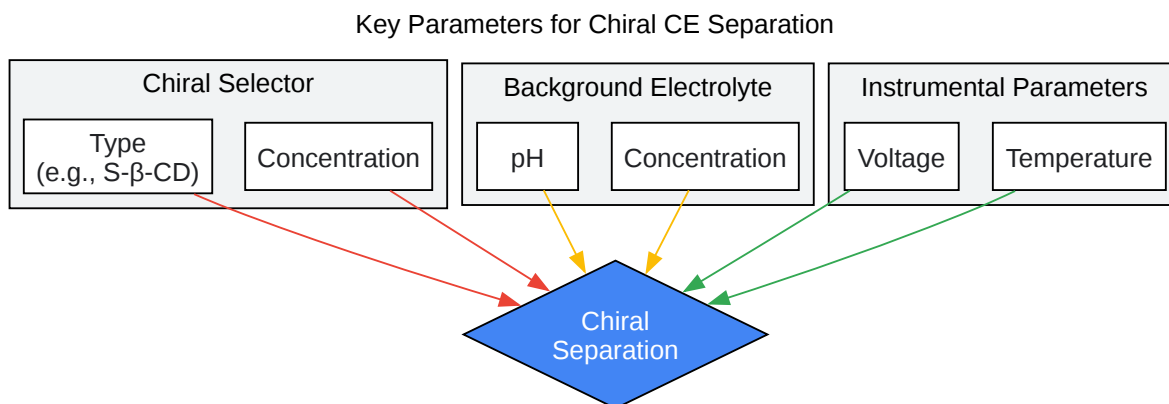 Key Parameters for Chiral CE Separation
Chiral Selector
Type
(e.g., S-β-CD)
Concentration
Background Electrolyte
pH
Concentration
Instrumental Parameters
Voltage
Temperature
Chiral
Separation